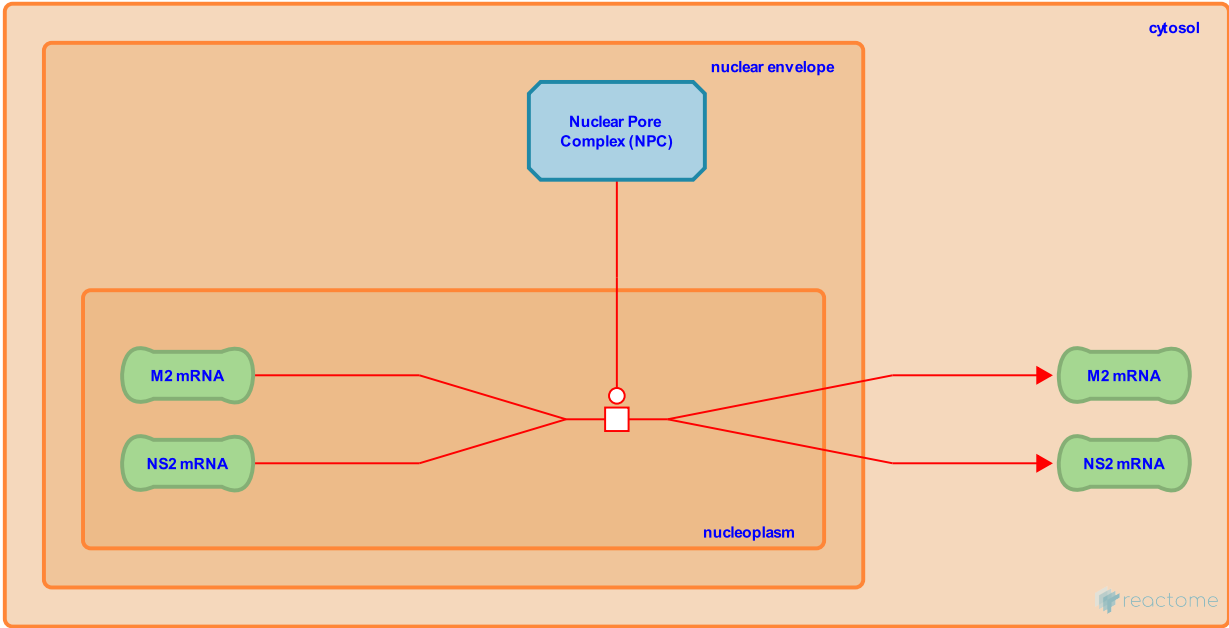 cytosol
nuclear envelope
Nuclear Pore
Complex (NPC)
M2 mRNA
M2 mRNA
NS2 mRNA
NS2 mRNA
nucleoplasm
reactome